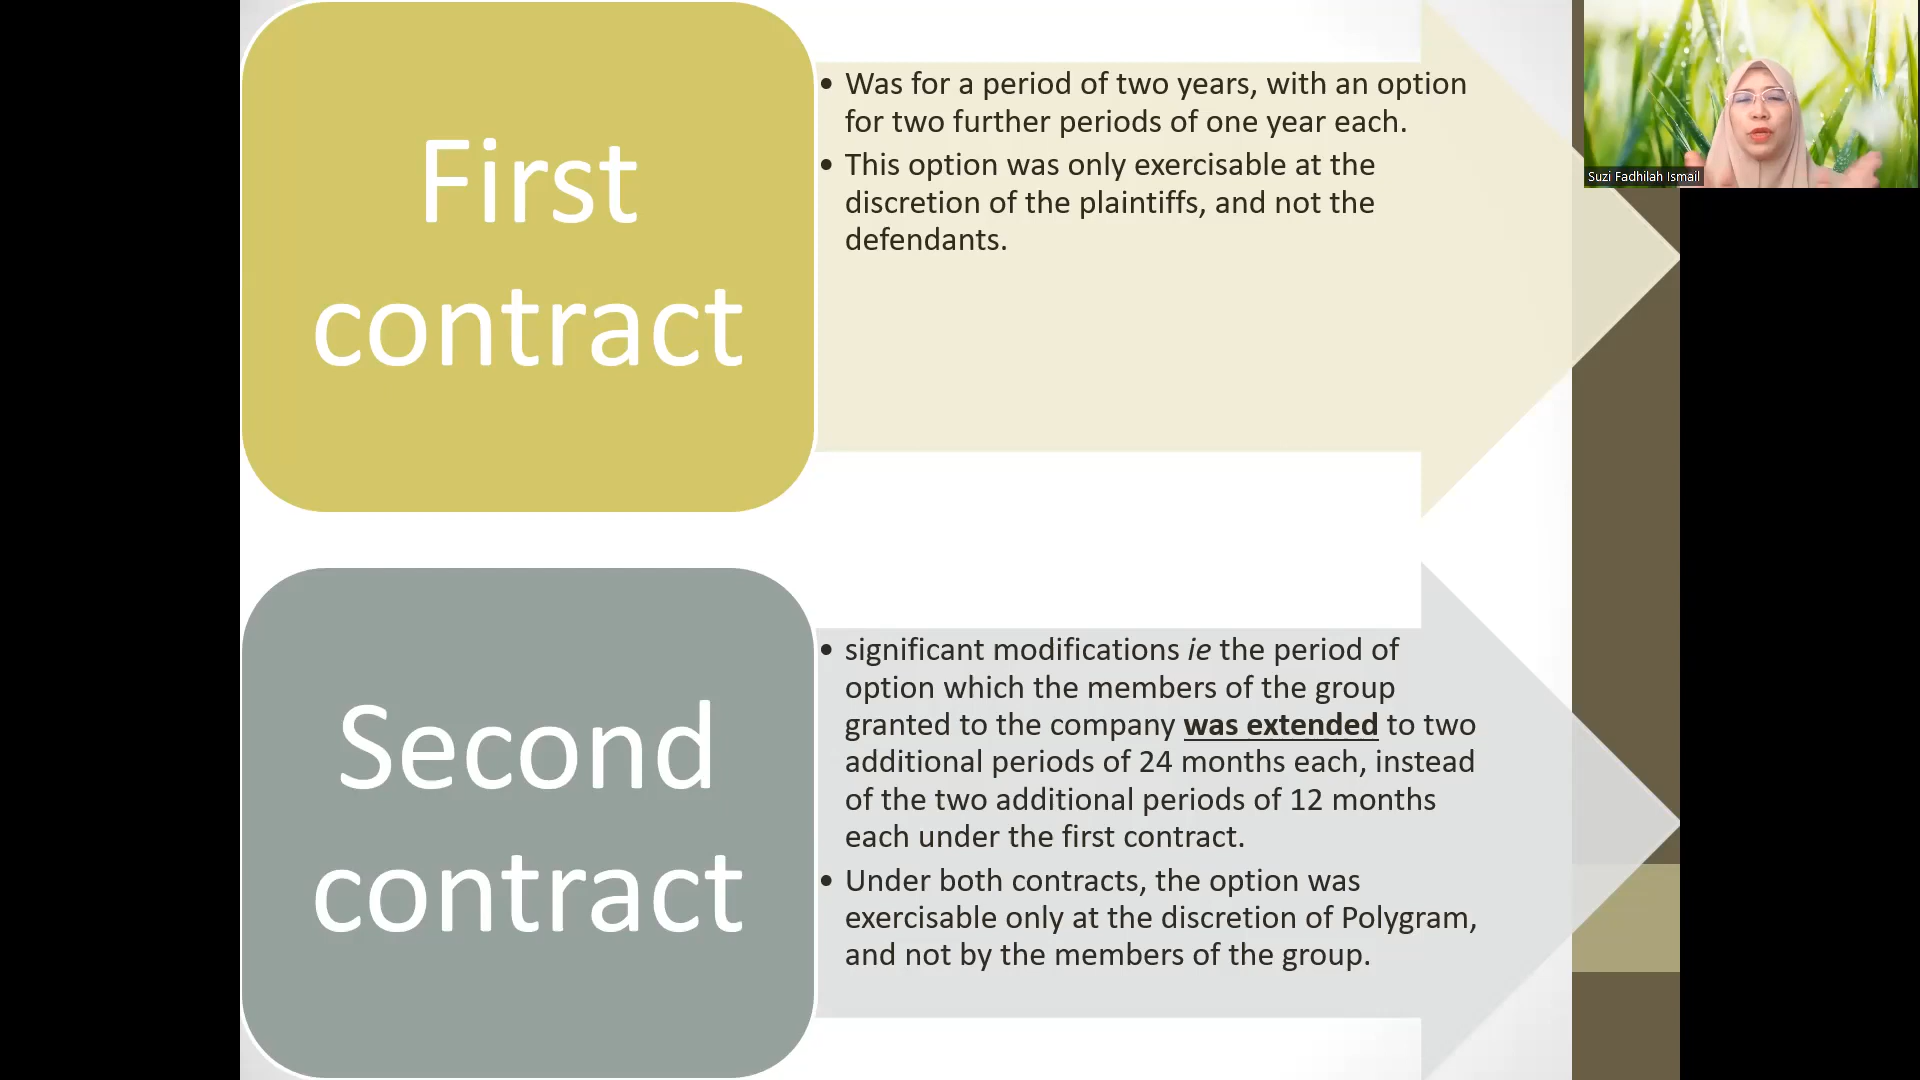 First
contract
• Was for a period of two years, with an option
for two further periods of one year each.
• This option was only exercisable at the
discretion of the plaintiffs, and not the
defendants.
Second
contract
• significant modifications ie the period of
option which the members of the group
granted to the company was extended to two
additional periods of 24 months each, instead
of the two additional periods of 12 months
each under the first contract.
• Under both contracts, the option was
exercisable only at the discretion of Polygram,
and not by the members of the group.
Suzi Fadhilah Ismail